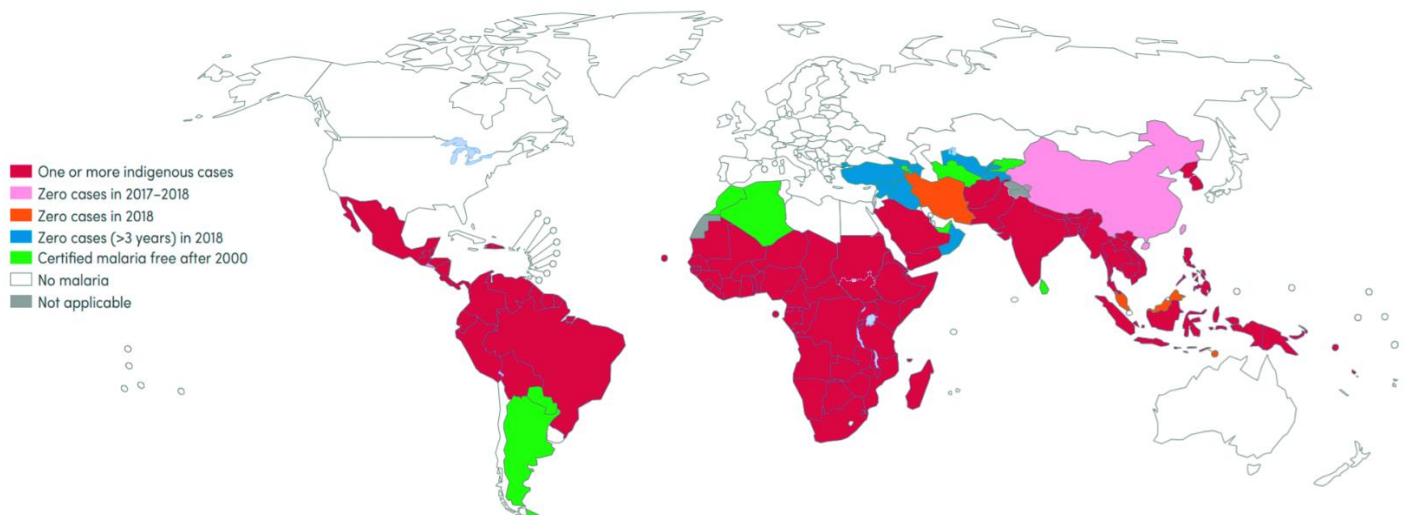 One or more indigenous cases
Zero cases in 2017–2018
Zero cases in 2018
Zero cases (>3 years) in 2018
Certified malaria free after 2000
No malaria
Not applicable